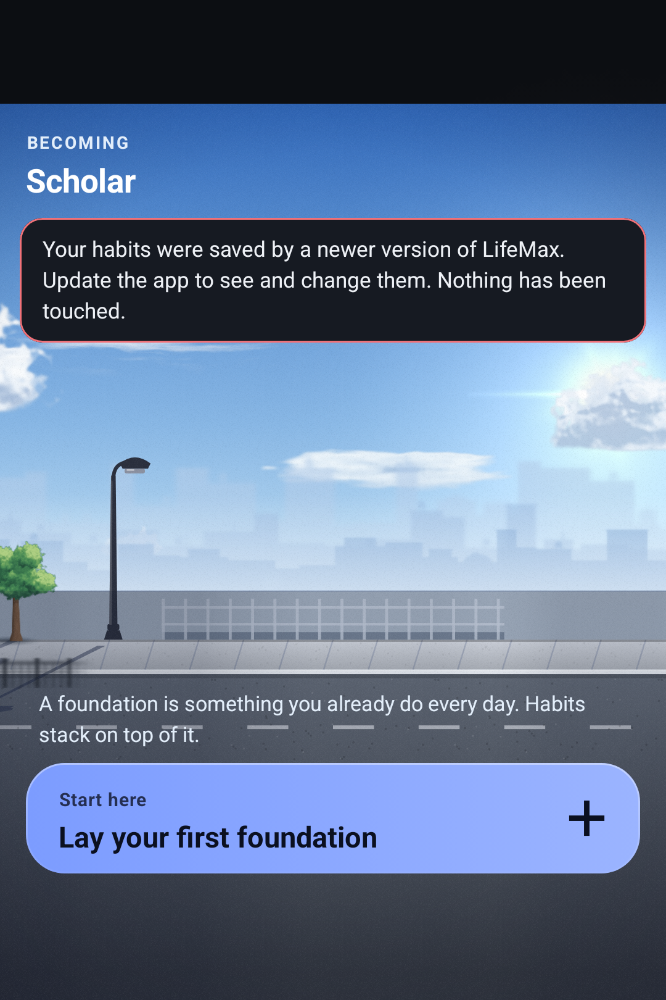 BECOMING
Scholar
Your habits were saved by a newer version of LifeMax.
Update the app to see and change them. Nothing has been
touched.
A foundation is something you already do every day. Habits
stack on top of it.
Start here
Lay your first foundation